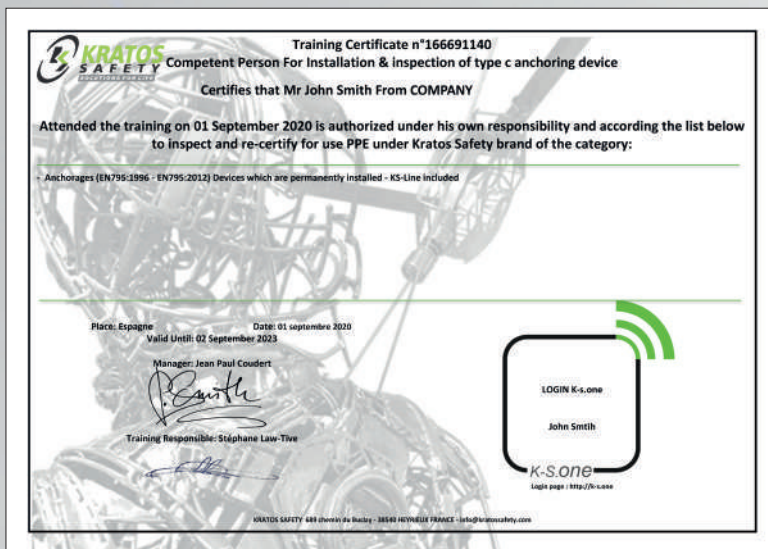 KRATOS
SAFETY
SOLUTIONS FOR LIFE
Training Certificate n°166691140
Competent Person For Installation & inspection of type c anchoring device
Certifies that Mr John Smith From COMPANY
Attended the training on 01 September 2020 is authorized under his own responsibility and according the list below
to inspect and re-certify for use PPE under Kratos Safety brand of the category:
- Anchorages (EN795:1996 - EN795:2012) Devices which are permanently installed - KS-Line included
Place: Espagne Date: 01 septembre 2020
Valid Until: 02 September 2023
Manager: Jean Paul Coudert
P.Smith
Training Responsible: Stéphane Law-Tive
LOGIN K-s.one
John Smtih
K-S.one
Login page : http://k-s.one
KRATOS SAFETY 689 chemin du Buclay - 38540 HEYRIEUX FRANCE - info@kratossafety.com